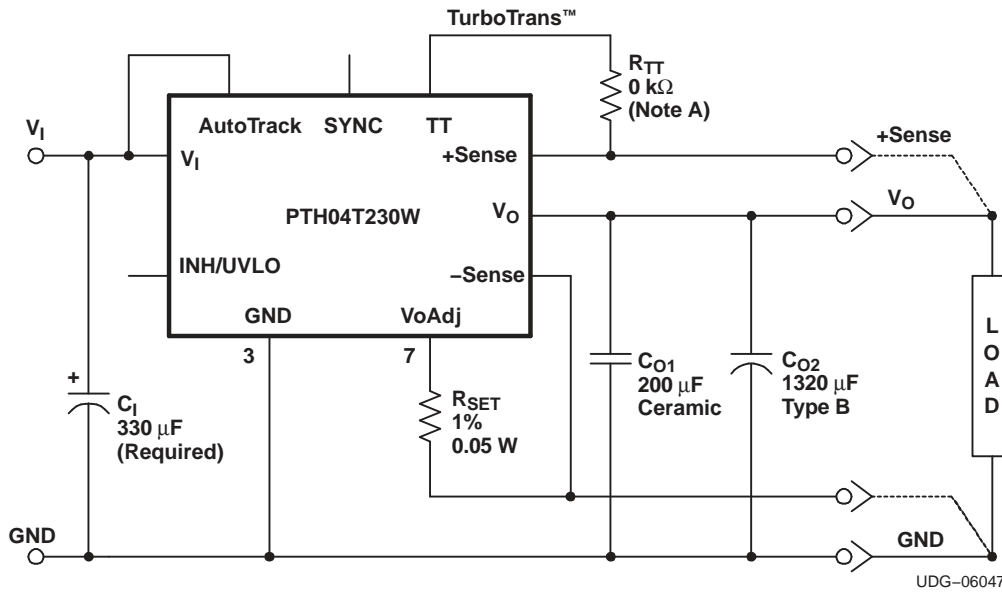 TurboTrans™
R_TT
0 kΩ
(Note A)
AutoTrack SYNC TT
+Sense
V_I
V_I
+Sense
PTH04T230W
V_O
V_O
INH/UVLO
−Sense
GND
VoAdj
3
7
L
O
A
D
+
C_I
330 μF
(Required)
R_SET
1%
0.05 W
C_O1
200 μF
Ceramic
C_O2
1320 μF
Type B
GND
GND
UDG−06047